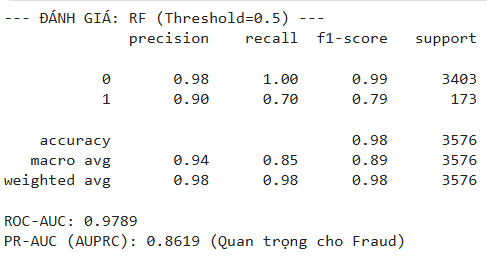 --- ĐÁNH GIÁ: RF (Threshold=0.5) ---
precision recall f1-score support
0 0.98 1.00 0.99 3403
1 0.90 0.70 0.79 173
accuracy 0.98 3576
macro avg 0.94 0.85 0.89 3576
weighted avg 0.98 0.98 0.98 3576
ROC-AUC: 0.9789
PR-AUC (AUPRC): 0.8619 (Quan trọng cho Fraud)